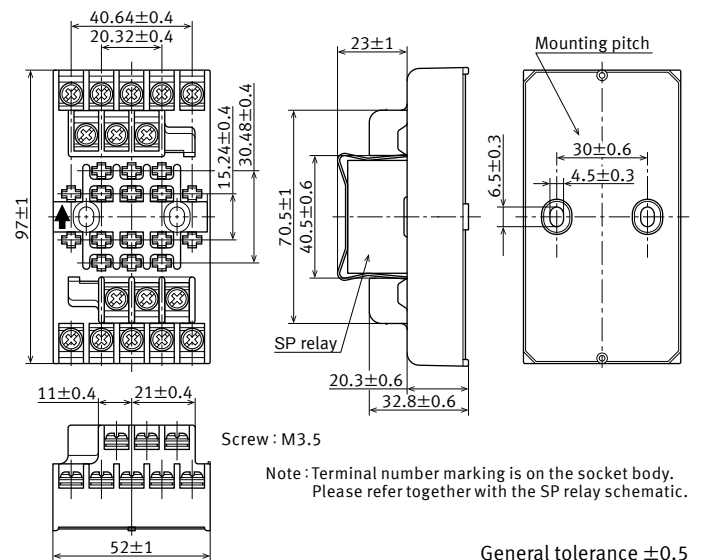 40.64±0.4
20.32±0.4
97±1
15.24±0.4
30.48±0.4
23±1
70.5±1
40.5±0.6
SP relay
20.3±0.6
32.8±0.6
Mounting pitch
30±0.6
4.5±0.3
6.5±0.3
11±0.4
21±0.4
52±1
Screw : M3.5
Note : Terminal number marking is on the socket body.
Please refer together with the SP relay schematic.
General tolerance ±0.5